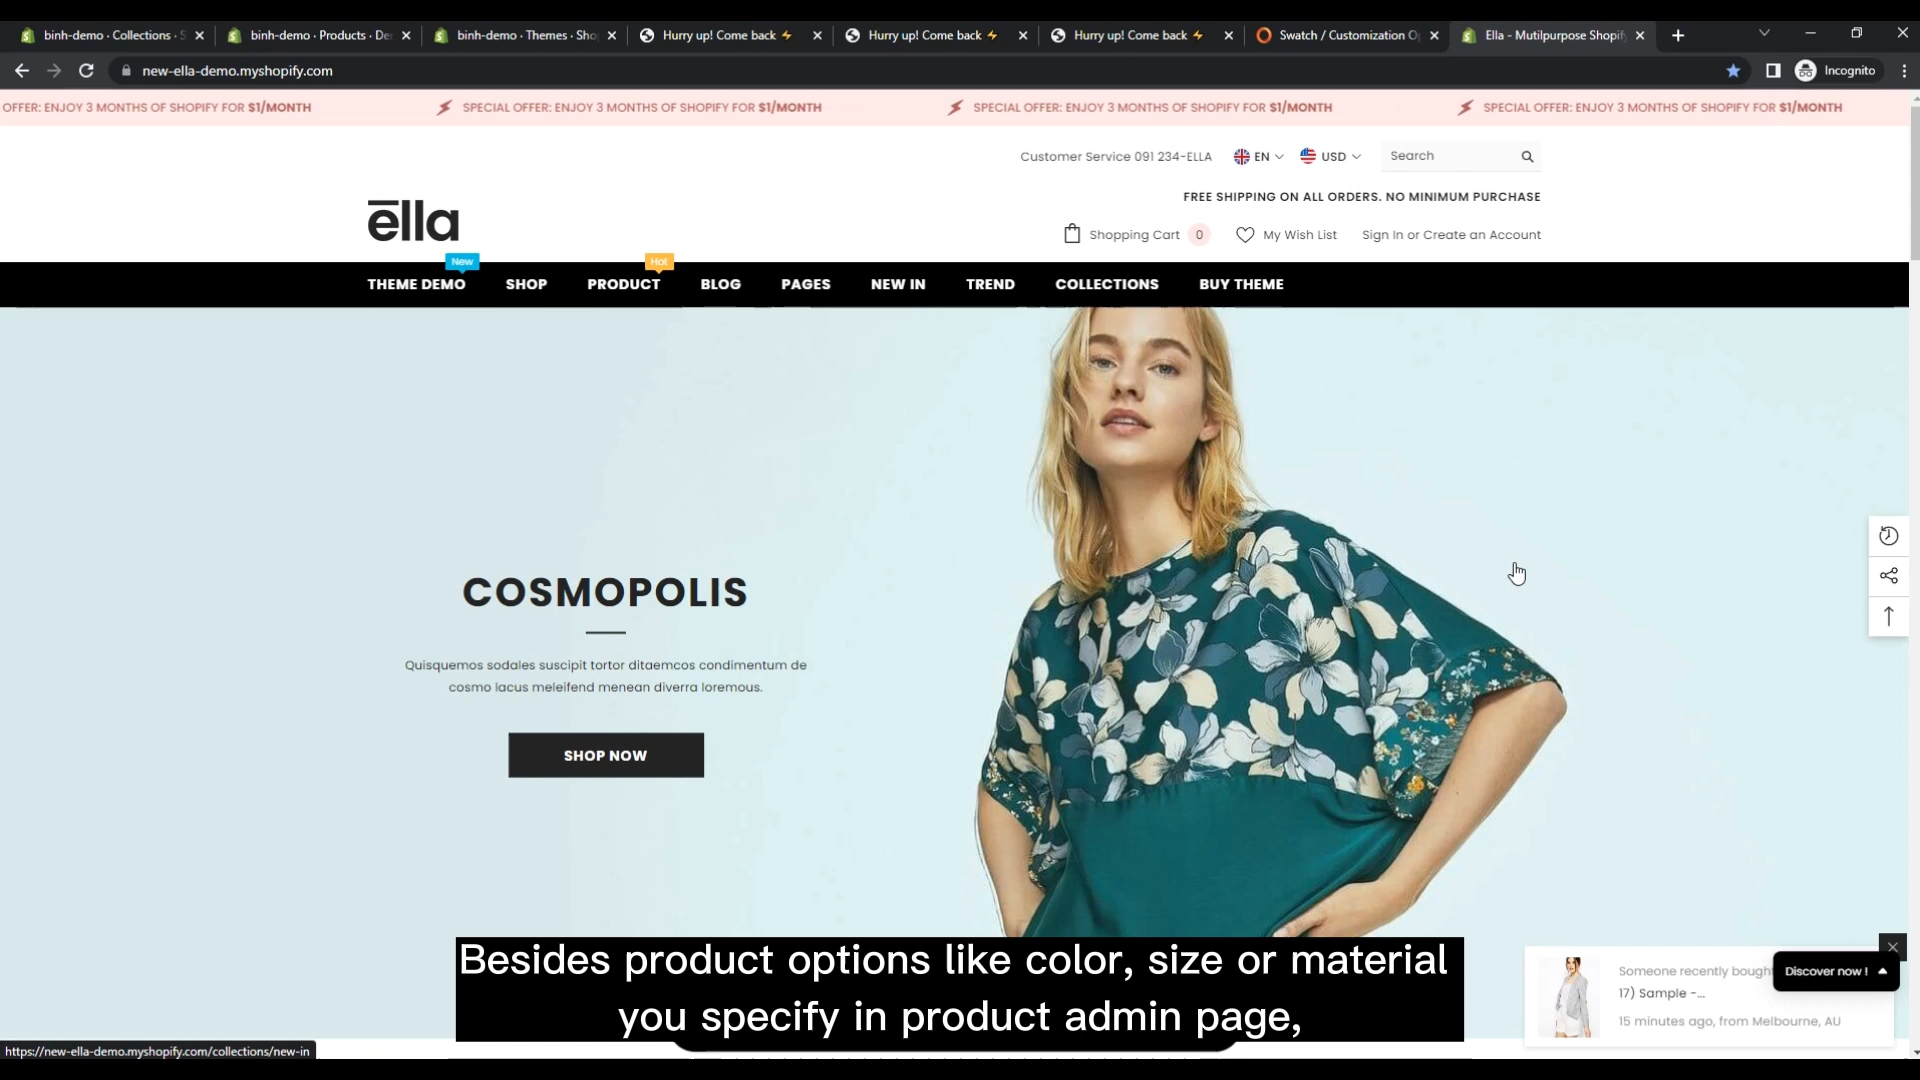 binh-demo · Collections · S
binh-demo · Products · De
binh-demo · Themes · Sho
Hurry up! Come back ⚡
Hurry up! Come back ⚡
Hurry up! Come back ⚡
Swatch / Customization O
Ella - Mutilpurpose Shopif
new-ella-demo.myshopify.com
Incognito
OFFER: ENJOY 3 MONTHS OF SHOPIFY FOR $1/MONTH
SPECIAL OFFER: ENJOY 3 MONTHS OF SHOPIFY FOR $1/MONTH
SPECIAL OFFER: ENJOY 3 MONTHS OF SHOPIFY FOR $1/MONTH
SPECIAL OFFER: ENJOY 3 MONTHS OF SHOPIFY FOR $1/MONTH
Customer Service 091 234-ELLA
EN
USD
Search
FREE SHIPPING ON ALL ORDERS. NO MINIMUM PURCHASE
ella
Shopping Cart 0
My Wish List
Sign In or Create an Account
New
Hot
THEME DEMO
SHOP
PRODUCT
BLOG
PAGES
NEW IN
TREND
COLLECTIONS
BUY THEME
COSMOPOLIS
Quisquemos sodales suscipit tortor ditaemcos condimentum de
cosmo lacus meleifend menean diverra loremous.
SHOP NOW
Besides product options like color, size or material
you specify in product admin page,
Someone recently bough
17) Sample -...
15 minutes ago, from Melbourne, AU
Discover now !
https://new-ella-demo.myshopify.com/collections/new-in